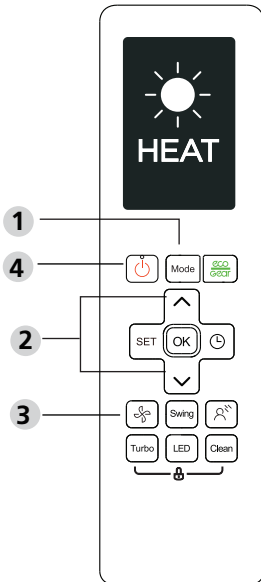 HEAT
1
4
Mode
eco
Gear
2
SET
OK
3
Swing
Turbo
LED
Clean